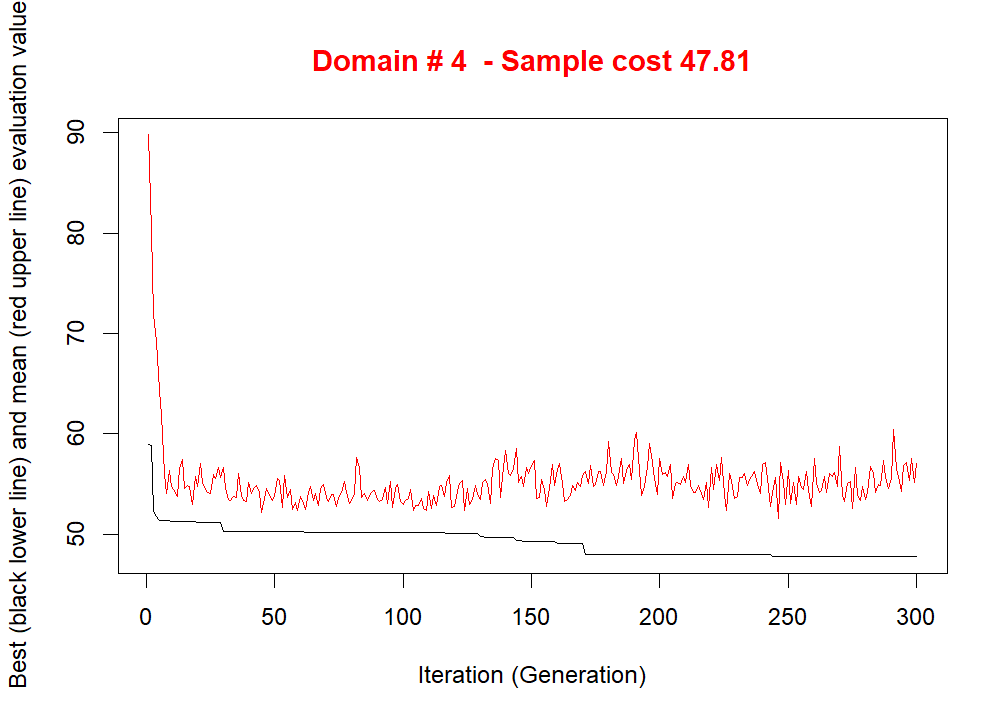 Domain # 4  - Sample cost 47.81
Best (black lower line) and mean (red upper line) evaluation value
90
80
70
60
50
0 50 100 150 200 250 300
Iteration (Generation)